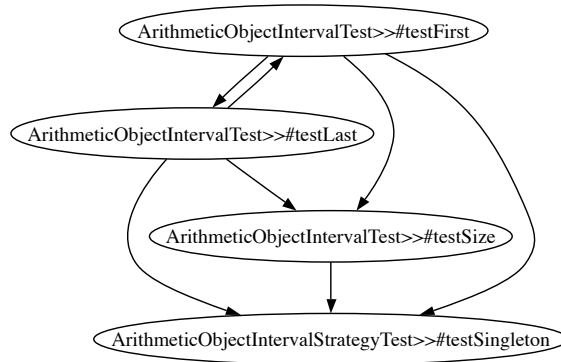 ArithmeticObjectIntervalTest>>#testFirst
ArithmeticObjectIntervalTest>>#testLast
ArithmeticObjectIntervalTest>>#testSize
ArithmeticObjectIntervalStrategyTest>>#testSingleton